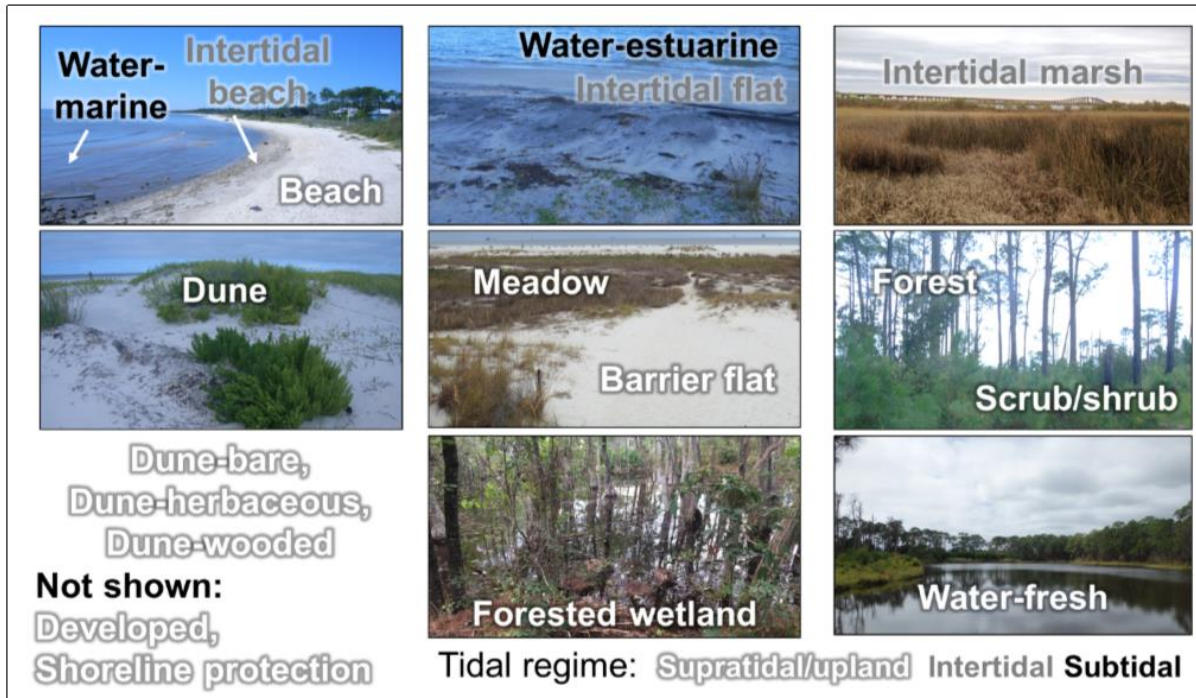 Water-
marine
Intertidal
beach
Beach
Water-estuarine
Intertidal flat
Intertidal marsh
Dune
Meadow
Barrier flat
Forest
Scrub/shrub
Dune-bare,
Dune-herbaceous,
Dune-wooded
Not shown:
Developed,
Shoreline protection
Forested wetland
Water-fresh
Tidal regime: Supratidal/upland Intertidal Subtidal